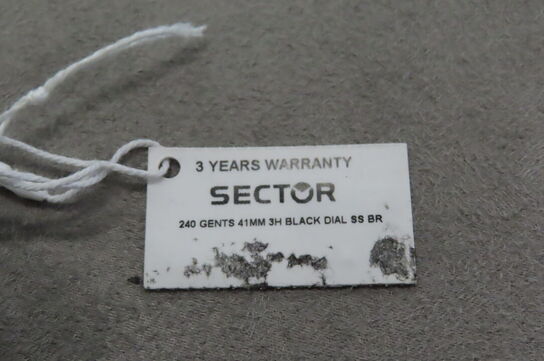 3 YEARS WARRANTY
SECTOR
240 GENTS 41MM 3H BLACK DIAL SS BR